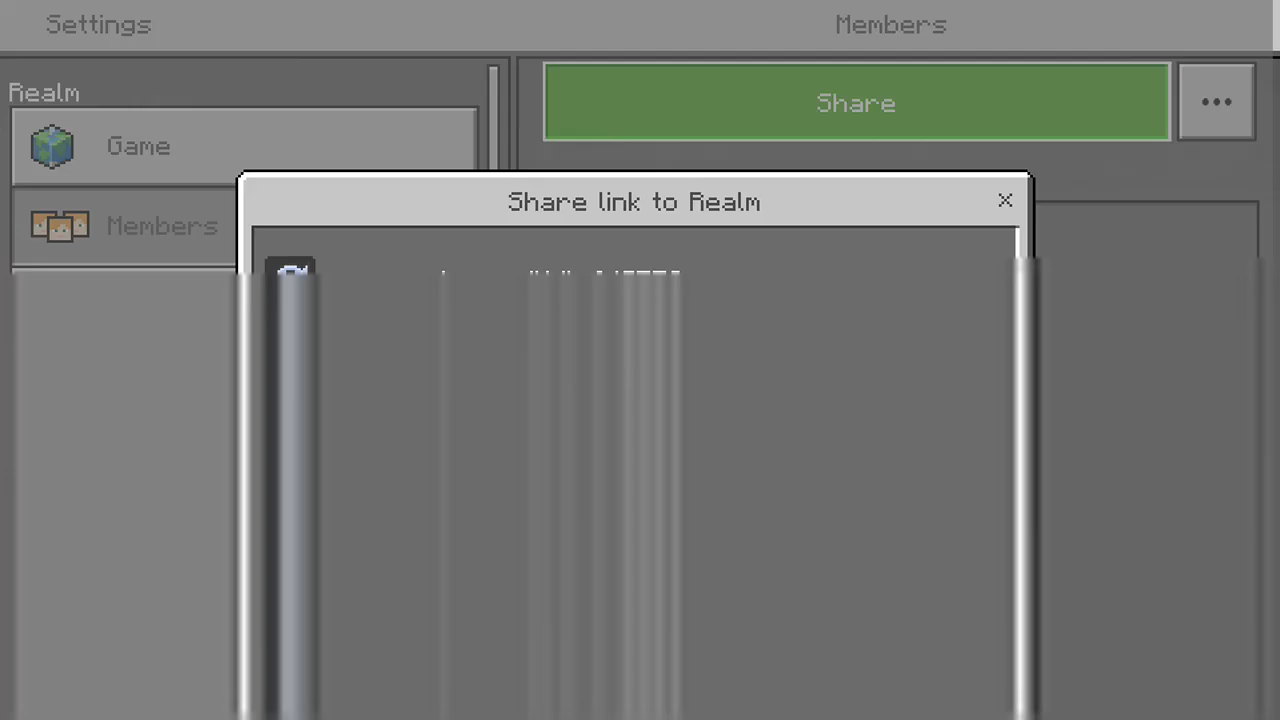 Settings
Members
Realm
Share
Game
Share link to Realm
Members